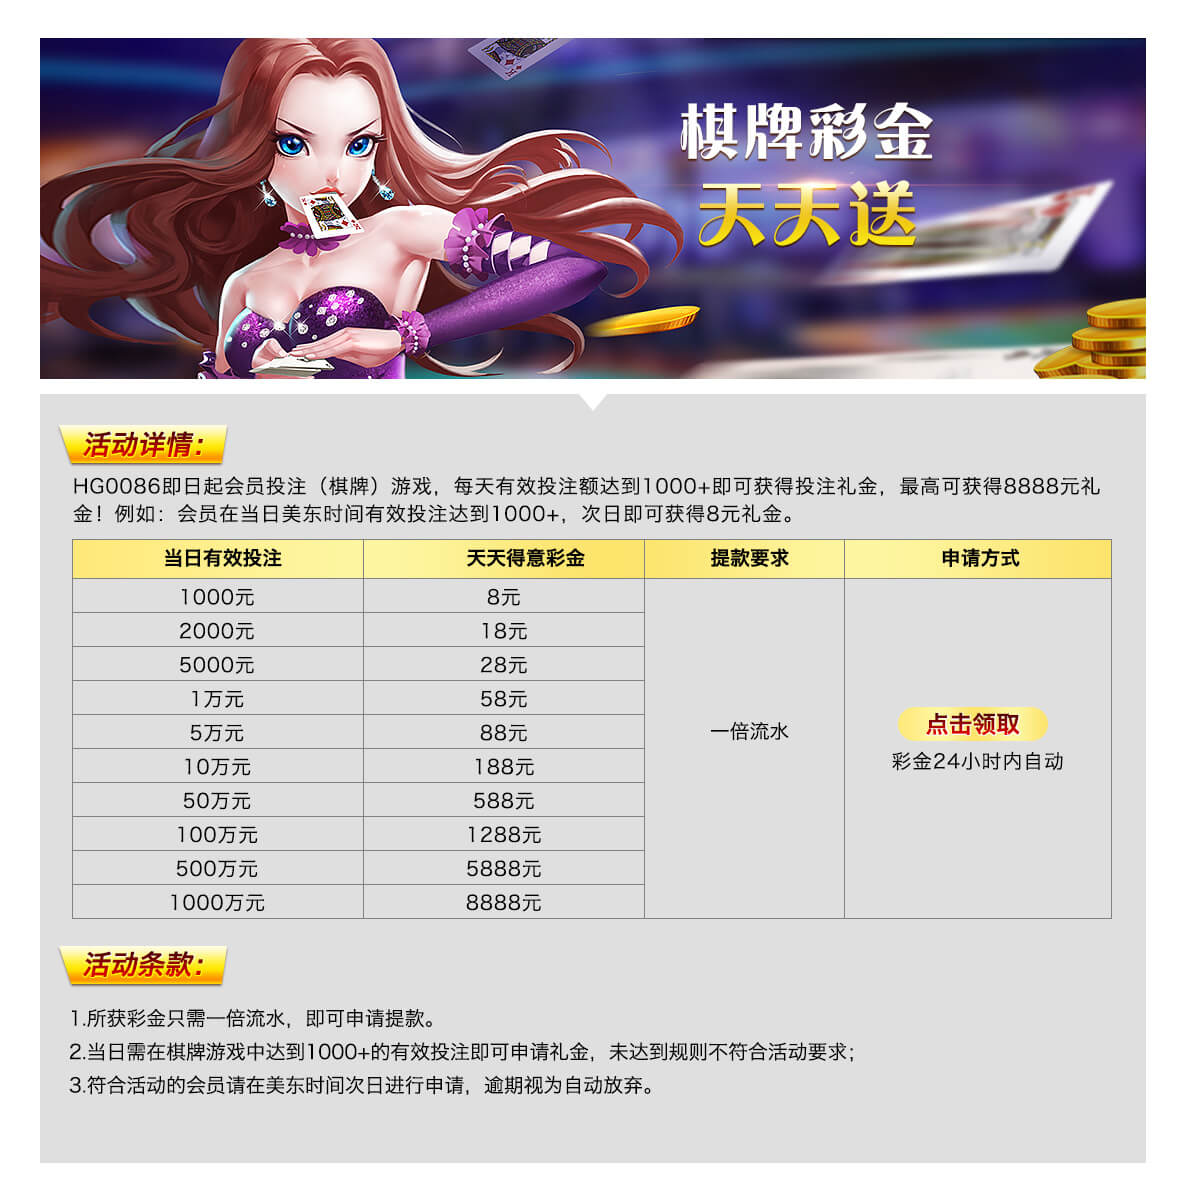 棋牌彩金
天天送
活动详情：
HG0086即日起会员投注（棋牌）游戏，每天有效投注额达到1000+即可获得投注礼金，最高可获得8888元礼
金！例如：会员在当日美东时间有效投注达到1000+，次日即可获得8元礼金。
当日有效投注 天天得意彩金 提款要求 申请方式
1000元 8元
2000元 18元
5000元 28元
1万元 58元
5万元 88元
一倍流水
点击领取
彩金24小时内自动
10万元 188元
50万元 588元
100万元 1288元
500万元 5888元
1000万元 8888元
活动条款：
1.所获彩金只需一倍流水，即可申请提款。
2.当日需在棋牌游戏中达到1000+的有效投注即可申请礼金，未达到规则不符合活动要求；
3.符合活动的会员请在美东时间次日进行申请，逾期视为自动放弃。